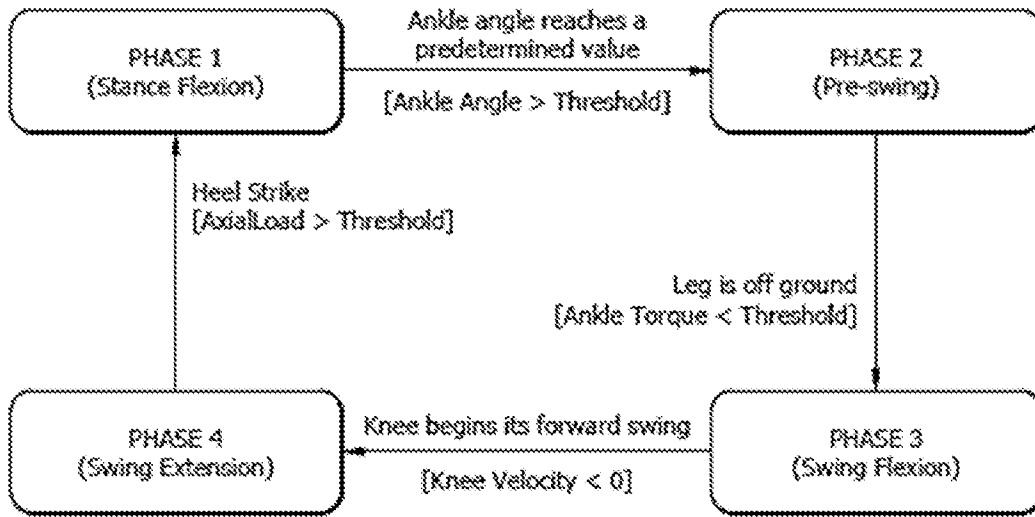 PHASE 1
(Stance Flexion)
Ankle angle reaches a
predetermined value
[Ankle Angle > Threshold]
PHASE 2
(Pre-swing)
Heel Strike
[AxialLoad > Threshold]
Leg is off ground
[Ankle Torque < Threshold]
PHASE 4
(Swing Extension)
Knee begins its forward swing
[Knee Velocity < 0]
PHASE 3
(Swing Flexion)